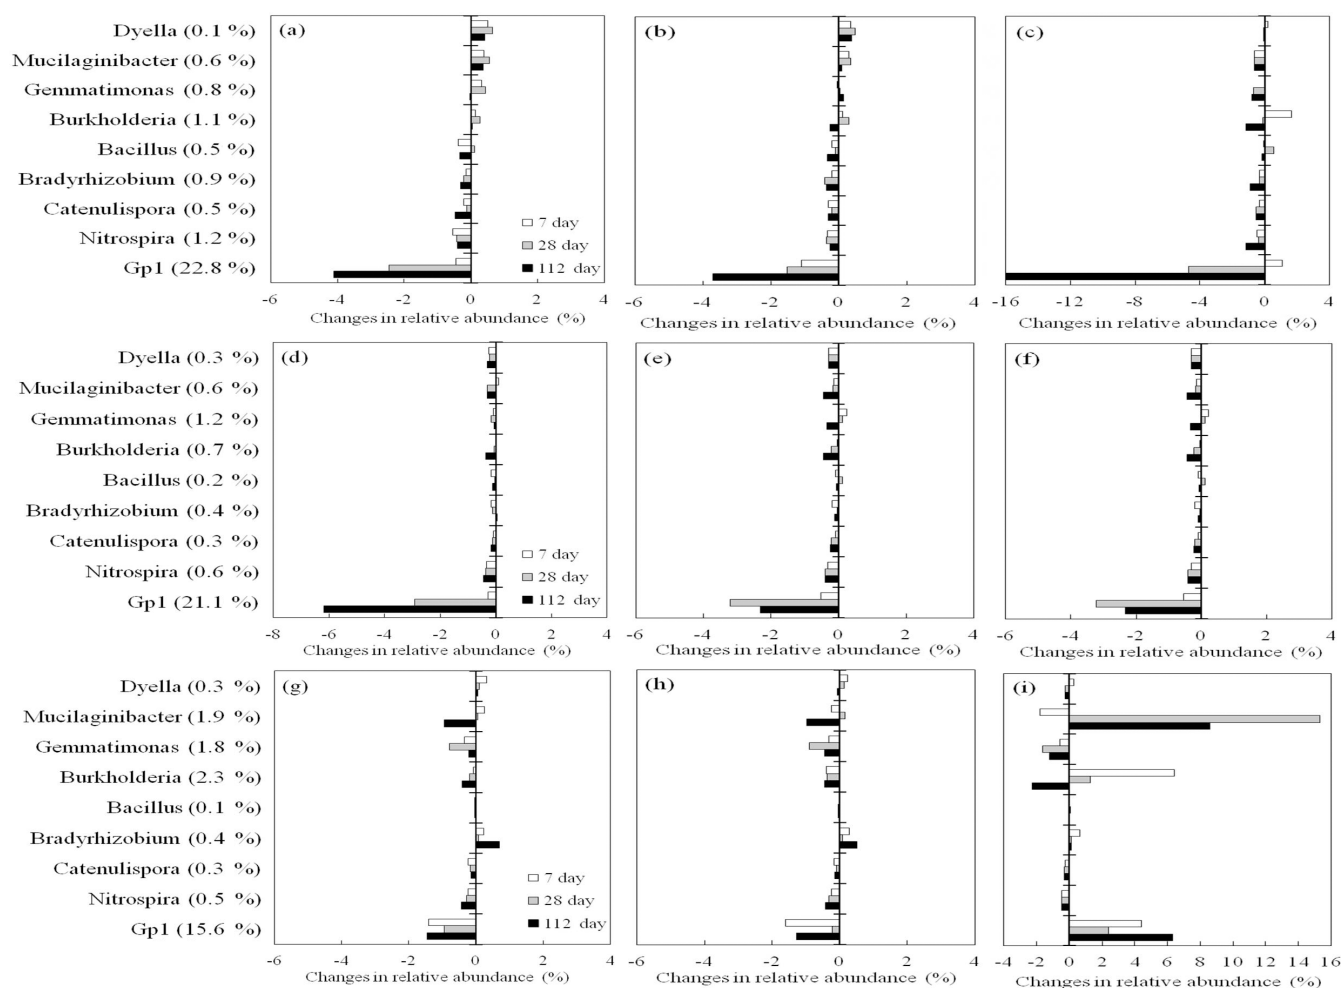 (a)
(b)
(c)
Dyella (0.1 %)
Mucilaginibacter (0.6 %)
Gemmatimonas (0.8 %)
Burkholderia (1.1 %)
Bacillus (0.5 %)
Bradyrhizobium (0.9 %)
Catenulispora (0.5 %)
Nitrospira (1.2 %)
Gp1 (22.8 %)
7 day
28 day
112 day
-6 -4 -2 0 2 4
-6 -4 -2 0 2 4
-16 -12 -8 -4 0 4
Changes in relative abundance (%)
Changes in relative abundance (%)
Changes in relative abundance (%)
(d)
(e)
(f)
Dyella (0.3 %)
Mucilaginibacter (0.6 %)
Gemmatimonas (1.2 %)
Burkholderia (0.7 %)
Bacillus (0.2 %)
Bradyrhizobium (0.4 %)
Catenulispora (0.3 %)
Nitrospira (0.6 %)
Gp1 (21.1 %)
7 day
28 day
112 day
-8 -6 -4 -2 0 2 4
-6 -4 -2 0 2 4
-6 -4 -2 0 2 4
Changes in relative abundance (%)
Changes in relative abundance (%)
Changes in relative abundance (%)
(g)
(h)
(i)
Dyella (0.3 %)
Mucilaginibacter (1.9 %)
Gemmatimonas (1.8 %)
Burkholderia (2.3 %)
Bacillus (0.1 %)
Bradyrhizobium (0.4 %)
Catenulispora (0.3 %)
Nitrospira (0.5 %)
Gp1 (15.6 %)
7 day
28 day
112 day
-6 -4 -2 0 2 4
-6 -4 -2 0 2 4
-4 -2 0 2 4 6 8 10 12 14 16
Changes in relative abundance (%)
Changes in relative abundance (%)
Changes in relative abundance (%)